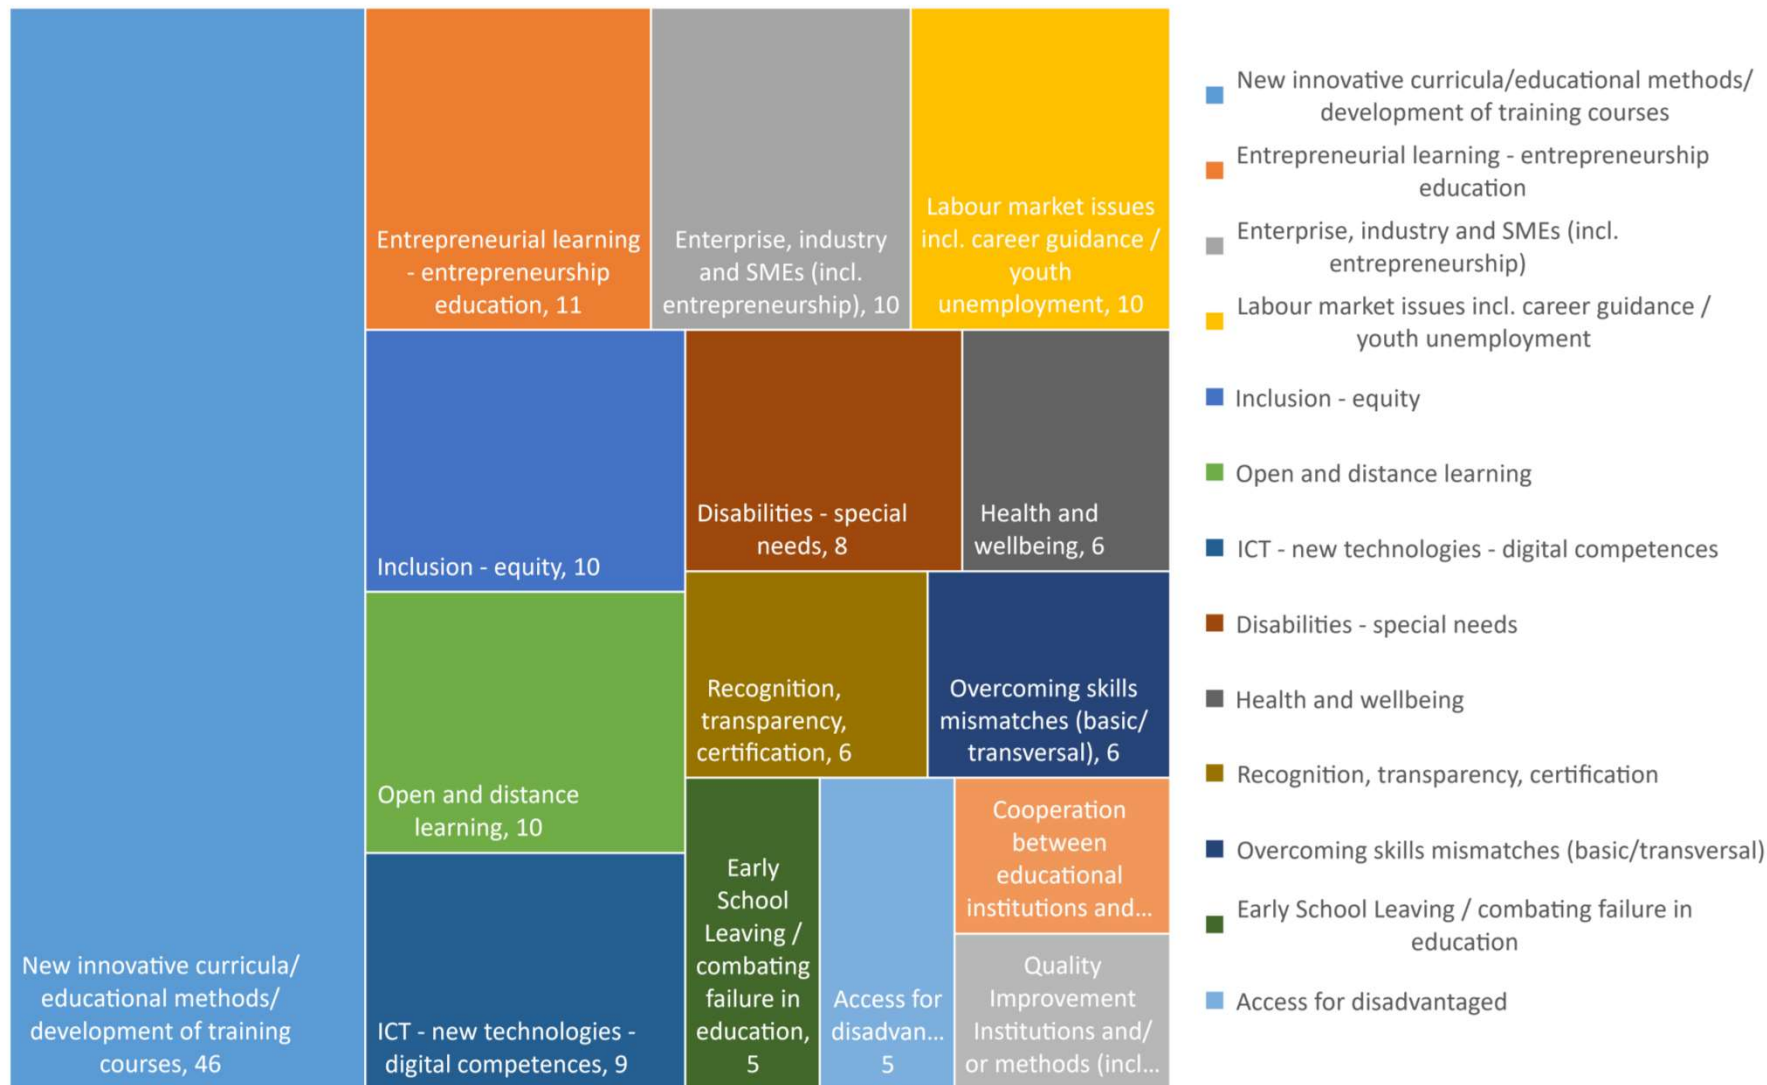 New innovative curricula/
educational methods/
development of training
courses, 46
Entrepreneurial learning
- entrepreneurship
education, 11
Enterprise, industry
and SMEs (incl.
entrepreneurship), 10
Labour market issues
incl. career guidance /
youth
unemployment, 10
Inclusion - equity, 10
Disabilities - special
needs, 8
Health and
wellbeing, 6
Open and distance
learning, 10
Recognition,
transparency,
certification, 6
Overcoming skills
mismatches (basic/
transversal), 6
ICT - new technologies -
digital competences, 9
Early
School
Leaving /
combating
failure in
education,
5
Access for
disadvan...
5
Cooperation
between
educational
institutions and...
Quality
Improvement
Institutions and/
or methods (incl...
New innovative curricula/educational methods/
development of training courses
Entrepreneurial learning - entrepreneurship
education
Enterprise, industry and SMEs (incl.
entrepreneurship)
Labour market issues incl. career guidance /
youth unemployment
Inclusion - equity
Open and distance learning
ICT - new technologies - digital competences
Disabilities - special needs
Health and wellbeing
Recognition, transparency, certification
Overcoming skills mismatches (basic/transversal)
Early School Leaving / combating failure in
education
Access for disadvantaged